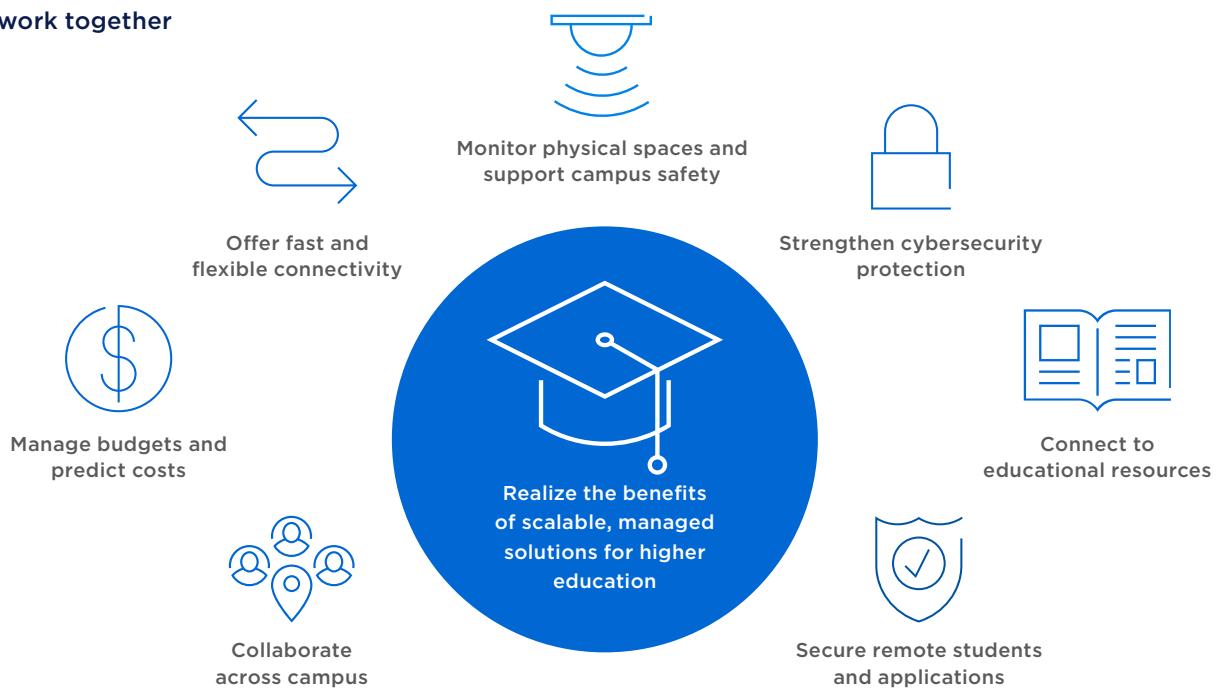 work together
Monitor physical spaces and
support campus safety
Offer fast and
flexible connectivity
Strengthen cybersecurity
protection
Manage budgets and
predict costs
Connect to
educational resources
Realize the benefits
of scalable, managed
solutions for higher
education
Collaborate
across campus
Secure remote students
and applications